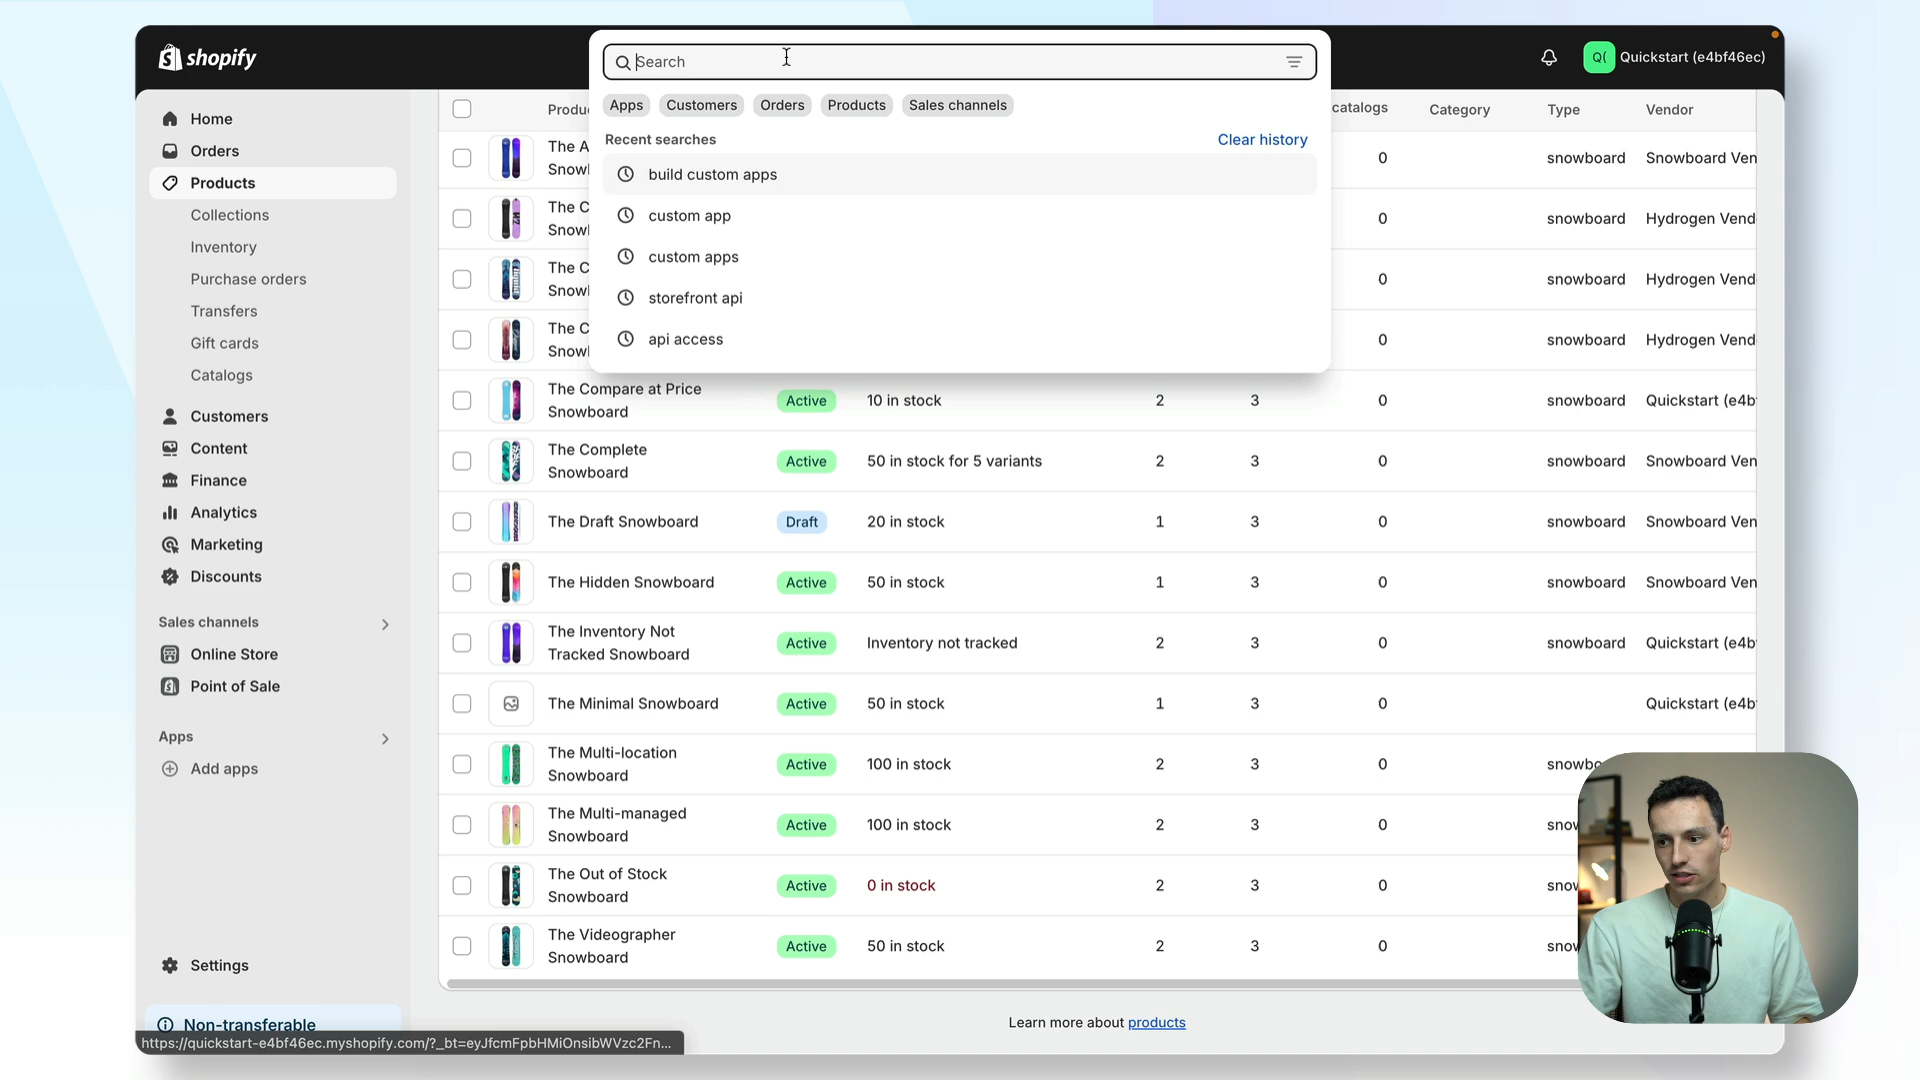 shopify
Search
Q( Quickstart (e4bf46ec)
Apps Customers Orders Products Sales channels
Recent searches Clear history
build custom apps
custom app
custom apps
storefront api
api access
Home
Orders
Products
Collections
Inventory
Purchase orders
Transfers
Gift cards
Catalogs
Customers
Content
Finance
Analytics
Marketing
Discounts
Sales channels
Online Store
Point of Sale
Apps
Add apps
Settings
Non-transferable
https://quickstart-e4bf46ec.myshopify.com/?_bt=eyJfcmFpbHMiOnsibWVzc2Fn...
Produ catalogs Category Type Vendor
The A
Snowl
0 snowboard Snowboard Ven
The C
Snowl
0 snowboard Hydrogen Vend
The C
Snowl
0 snowboard Hydrogen Vend
The C
Snowl
0 snowboard Hydrogen Vend
The Compare at Price
Snowboard
Active 10 in stock 2 3 0 snowboard Quickstart (e4b
The Complete
Snowboard
Active 50 in stock for 5 variants 2 3 0 snowboard Snowboard Ven
The Draft Snowboard Draft 20 in stock 1 3 0 snowboard Snowboard Ven
The Hidden Snowboard Active 50 in stock 1 3 0 snowboard Snowboard Ven
The Inventory Not
Tracked Snowboard
Active Inventory not tracked 2 3 0 snowboard Quickstart (e4b
The Minimal Snowboard Active 50 in stock 1 3 0 Quickstart (e4b
The Multi-location
Snowboard
Active 100 in stock 2 3 0 snowbo
The Multi-managed
Snowboard
Active 100 in stock 2 3 0 snov
The Out of Stock
Snowboard
Active 0 in stock 2 3 0 snov
The Videographer
Snowboard
Active 50 in stock 2 3 0 snov
Learn more about products